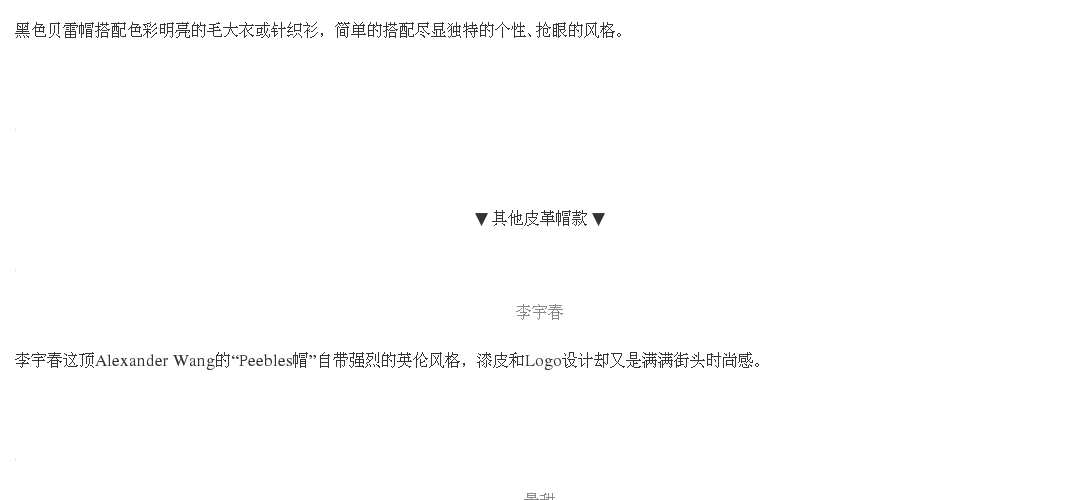 黑色贝雷帽搭配色彩明亮的毛大衣或针织衫，简单的搭配尽显独特的个性、抢眼的风格。
▼ 其他皮革帽款 ▼
李宇春
李宇春这顶Alexander Wang的“Peebles帽”自带强烈的英伦风格，漆皮和Logo设计却又是满满街头时尚感。